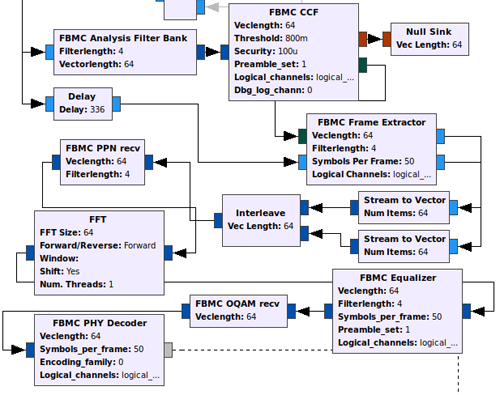 FBMC CCF
Veclength: 64
Threshold: 800m
Security: 100u
Preamble_set: 1
Logical_channels: logical_...
Dbg_log_chann: 0
Null Sink
Vec Length: 64
FBMC Analysis Filter Bank
Filterlength: 4
Vectorlength: 64
Delay
Delay: 336
FBMC Frame Extractor
Veclength: 64
Filterlength: 4
Symbols Per Frame: 50
Logical Channels: logical_...
FBMC PPN recv
Veclength: 64
Filterlength: 4
Interleave
Vec Length: 64
Stream to Vector
Num Items: 64
Stream to Vector
Num Items: 64
FFT
FFT Size: 64
Forward/Reverse: Forward
Window:
Shift: Yes
Num. Threads: 1
FBMC Equalizer
Veclength: 64
Filterlength: 4
Symbols_per_frame: 50
Preamble_set: 1
Logical_channels: logical_...
FBMC OQAM recv
Veclength: 64
FBMC PHY Decoder
Veclength: 64
Symbols_per_frame: 50
Encoding_family: 0
Logical_channels: logical_...